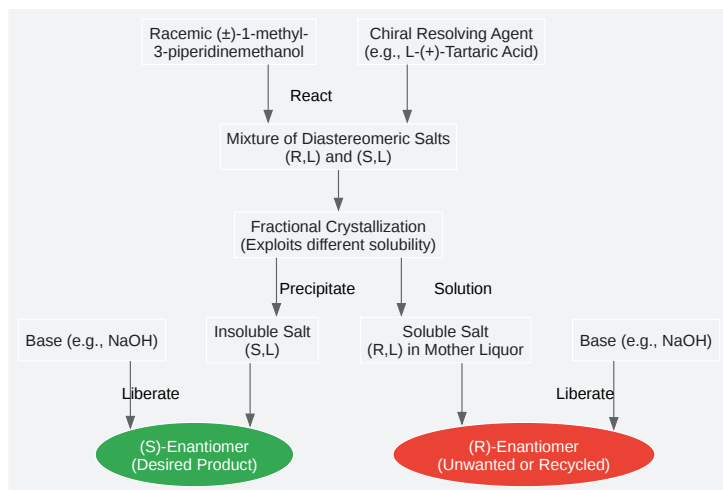 Racemic (±)-1-methyl-
3-piperidinemethanol
Chiral Resolving Agent
(e.g., L-(+)-Tartaric Acid)
React
Mixture of Diastereomeric Salts
(R,L) and (S,L)
Fractional Crystallization
(Exploits different solubility)
Precipitate
Solution
Base (e.g., NaOH)
Insoluble Salt
(S,L)
Soluble Salt
(R,L) in Mother Liquor
Base (e.g., NaOH)
Liberate
Liberate
(S)-Enantiomer
(Desired Product)
(R)-Enantiomer
(Unwanted or Recycled)